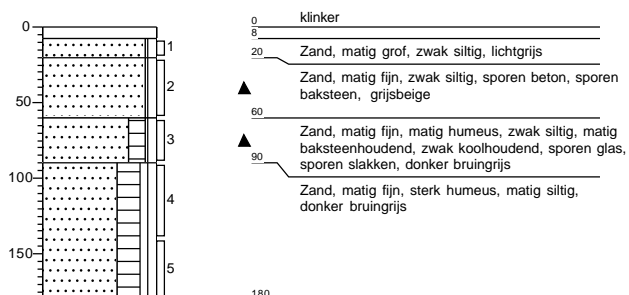 0
50
100
150
1
2
3
4
5
0
klinker
8
20
Zand, matig grof, zwak siltig, lichtgrijs
Zand, matig fijn, zwak siltig, sporen beton, sporen
baksteen, grijsbeige
60
Zand, matig fijn, matig humeus, zwak siltig, matig
baksteenhoudend, zwak koolhoudend, sporen glas,
sporen slakken, donker bruingrijs
90
Zand, matig fijn, sterk humeus, matig siltig,
donker bruingrijs
180